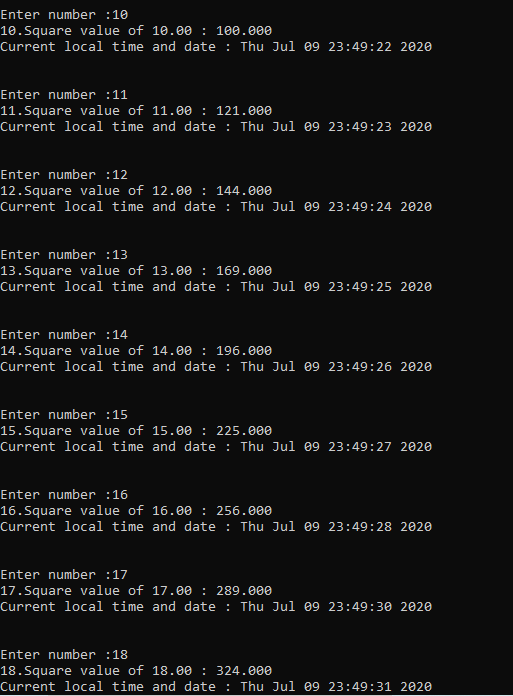 Enter number :10
10.Square value of 10.00 : 100.000
Current local time and date : Thu Jul 09 23:49:22 2020
Enter number :11
11.Square value of 11.00 : 121.000
Current local time and date : Thu Jul 09 23:49:23 2020
Enter number :12
12.Square value of 12.00 : 144.000
Current local time and date : Thu Jul 09 23:49:24 2020
Enter number :13
13.Square value of 13.00 : 169.000
Current local time and date : Thu Jul 09 23:49:25 2020
Enter number :14
14.Square value of 14.00 : 196.000
Current local time and date : Thu Jul 09 23:49:26 2020
Enter number :15
15.Square value of 15.00 : 225.000
Current local time and date : Thu Jul 09 23:49:27 2020
Enter number :16
16.Square value of 16.00 : 256.000
Current local time and date : Thu Jul 09 23:49:28 2020
Enter number :17
17.Square value of 17.00 : 289.000
Current local time and date : Thu Jul 09 23:49:30 2020
Enter number :18
18.Square value of 18.00 : 324.000
Current local time and date : Thu Jul 09 23:49:31 2020